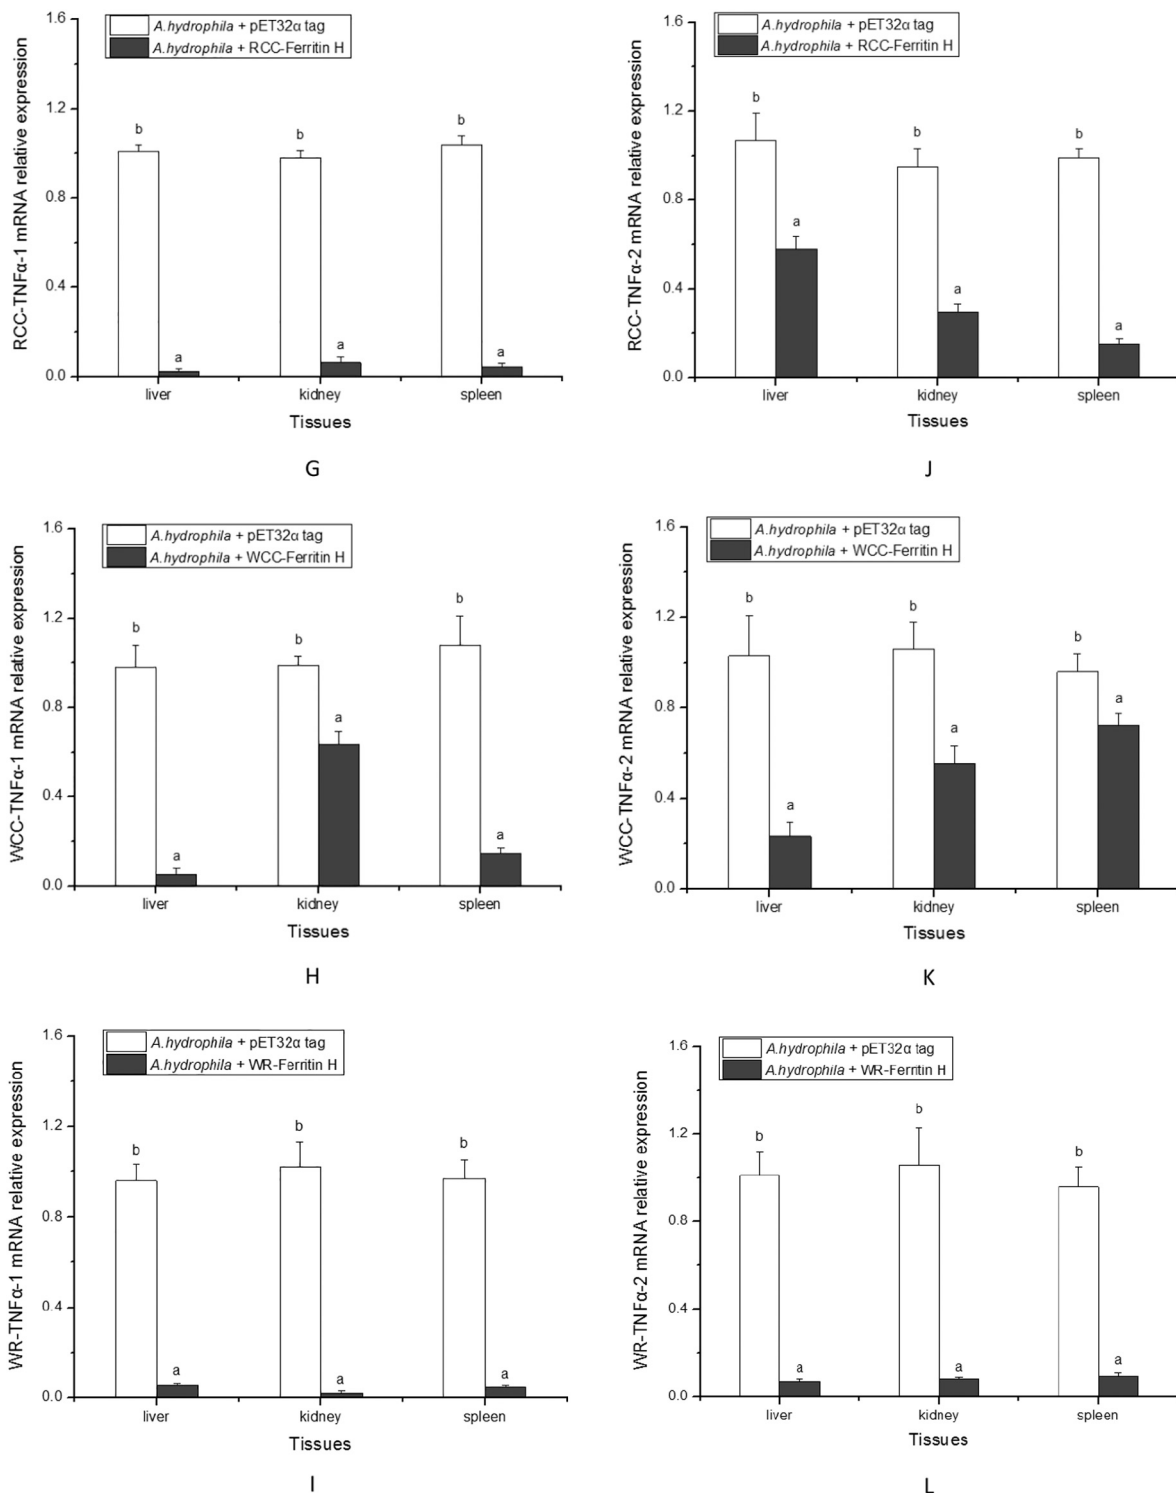 A.hydrophila + pET32α tag
A.hydrophila + RCC-Ferritin H
RCC-TNFα-1 mRNA relative expression
1.6
1.2
0.8
0.4
0.0
b
a
b
a
b
a
liver
kidney
spleen
Tissues
G
A.hydrophila + pET32α tag
A.hydrophila + RCC-Ferritin H
RCC-TNFα-2 mRNA relative expression
1.6
1.2
0.8
0.4
0.0
b
a
b
a
b
a
liver
kidney
spleen
Tissues
J
A.hydrophila + pET32α tag
A.hydrophila + WCC-Ferritin H
WCC-TNFα-1 mRNA relative expression
1.6
1.2
0.8
0.4
0.0
b
a
b
a
b
a
liver
kidney
spleen
Tissues
H
A.hydrophila + pET32α tag
A.hydrophila + WCC-Ferritin H
WCC-TNFα-2 mRNA relative expression
1.6
1.2
0.8
0.4
0.0
b
a
b
a
b
a
liver
kidney
spleen
Tissues
K
A.hydrophila + pET32α tag
A.hydrophila + WR-Ferritin H
WR-TNFα-1 mRNA relative expression
1.6
1.2
0.8
0.4
0.0
b
a
b
a
b
a
liver
kidney
spleen
Tissues
I
A.hydrophila + pET32α tag
A.hydrophila + WR-Ferritin H
WR-TNFα-2 mRNA relative expression
1.6
1.2
0.8
0.4
0.0
b
a
b
a
b
a
liver
kidney
spleen
Tissues
L